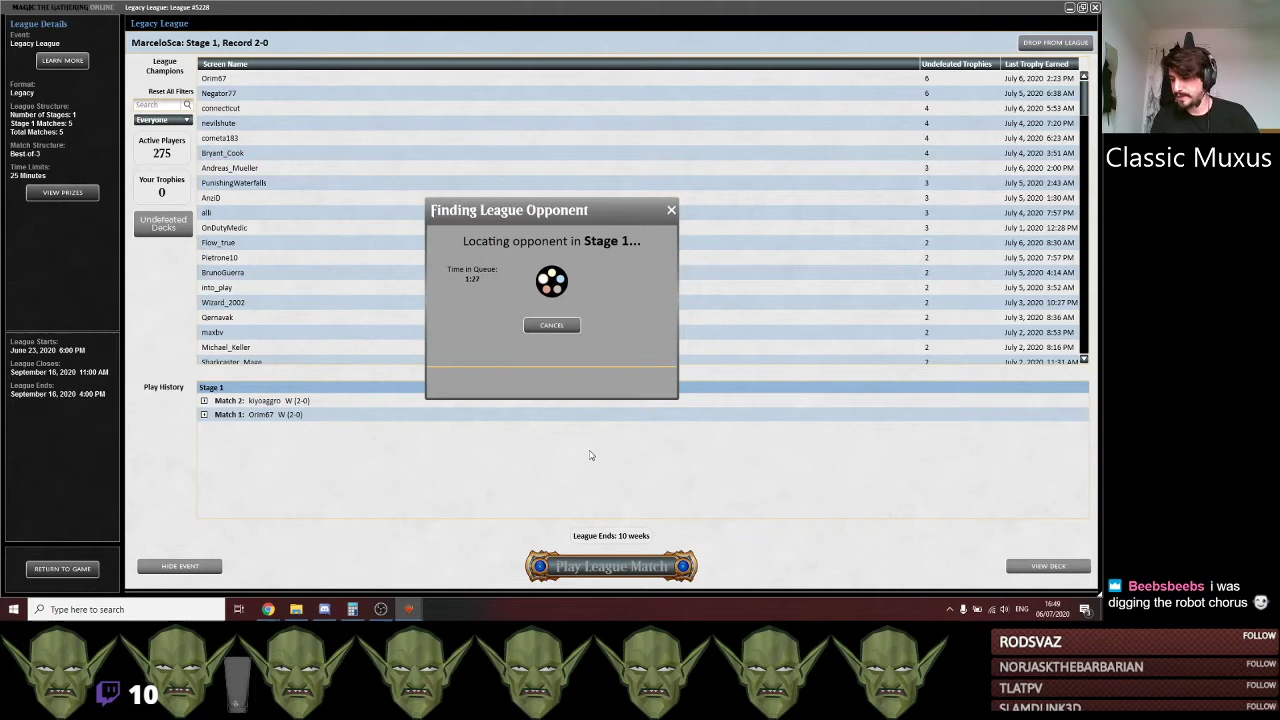 MAGIC THE GATHERING ONLINE
Legacy League: League #5228
League Details
Event:
Legacy League
LEARN MORE
Format:
Legacy
League Structure:
Number of Stages: 1
Stage 1 Matches: 5
Total Matches: 5
Match Structure:
Best of 3
Time Limits:
25 Minutes
VIEW PRIZES
League Starts:
June 23, 2020 6:00 PM
League Closes:
September 16, 2020 11:00 AM
League Ends:
September 16, 2020 4:00 PM
RETURN TO GAME
Legacy League
MarceloSca: Stage 1, Record 2-0
DROP FROM LEAGUE
League Champions
Reset All Filters
Search
Everyone
Active Players
275
Your Trophies
0
Undefeated Decks
Screen Name Undefeated Trophies Last Trophy Earned
Orim67 6 July 6, 2020 2:23 PM
Negator77 6 July 5, 2020 6:38 AM
connecticut 4 July 6, 2020 5:53 AM
nevilshute 4 July 4, 2020 7:20 PM
cometa183 4 July 4, 2020 6:23 AM
Bryant_Cook 4 July 4, 2020 3:51 AM
Andreas_Mueller 3 July 6, 2020 2:00 PM
PunishingWaterfalls 3 July 5, 2020 2:43 AM
AnziD 3 July 5, 2020 1:30 AM
alli 3 July 4, 2020 7:57 PM
OnDutyMedic 3 July 1, 2020 12:28 PM
Flow_true 2 July 6, 2020 8:30 AM
Pietrone10 2 July 5, 2020 7:57 PM
BrunoGuerra 2 July 5, 2020 4:14 AM
into_play 2 July 5, 2020 3:52 AM
Wizard_2002 2 July 3, 2020 10:27 PM
Qernavak 2 July 3, 2020 8:36 AM
maxbv 2 July 2, 2020 8:53 PM
Michael_Keller 2 July 2, 2020 8:16 PM
Sharkcaster_Mage 2 July 2, 2020 11:31 AM
Finding League Opponent
Locating opponent in Stage 1...
Time in Queue:
1:27
CANCEL
Play History
Stage 1
Match 2: kiyoaggro W (2-0)
Match 1: Orim67 W (2-0)
League Ends: 10 weeks
HIDE EVENT
Play League Match
VIEW DECK
Type here to search
ENG
16:49
06/07/2020
Classic Muxus
Beebsbeebs i was
digging the robot chorus
10
RODSVAZ FOLLOW
NORJASKTHEBARBARIAN FOLLOW
TLATPV FOLLOW
SLAMDUNK3D FOLLOW